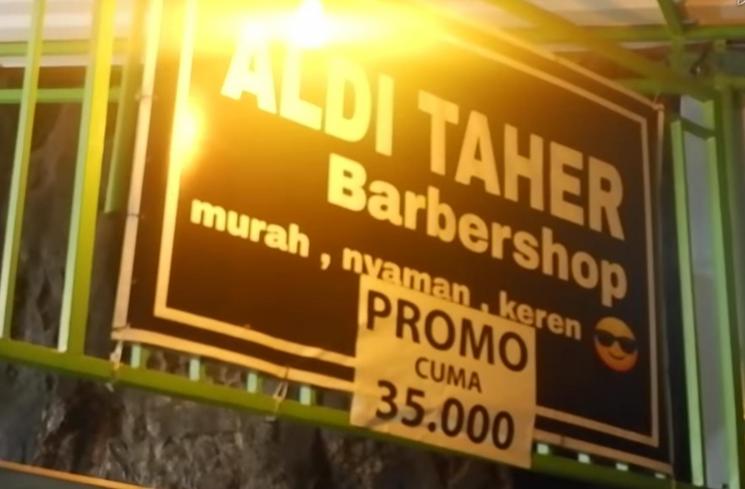 ALDI TAHER
Barbershop
murah , nyaman , keren
PROMO
CUMA
35.000